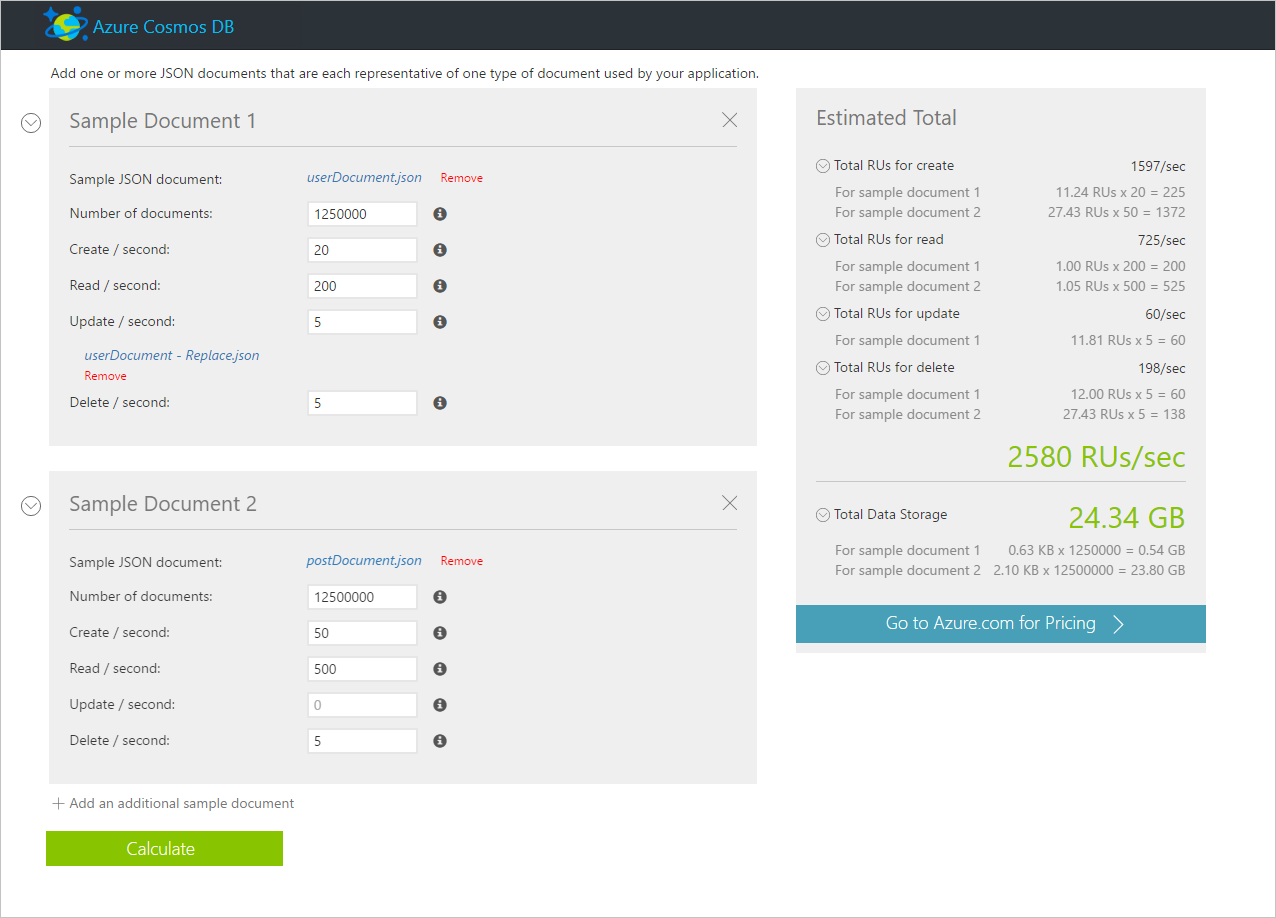 Azure Cosmos DB
Add one or more JSON documents that are each representative of one type of document used by your application.
Sample Document 1
Sample JSON document: userDocument.json Remove
Number of documents: 1250000
Create / second: 20
Read / second: 200
Update / second: 5
userDocument - Replace.json
Remove
Delete / second: 5
Sample Document 2
Sample JSON document: postDocument.json Remove
Number of documents: 12500000
Create / second: 50
Read / second: 500
Update / second: 0
Delete / second: 5
Add an additional sample document
Calculate
Estimated Total
Total RUs for create 1597/sec
For sample document 1 11.24 RUs x 20 = 225
For sample document 2 27.43 RUs x 50 = 1372
Total RUs for read 725/sec
For sample document 1 1.00 RUs x 200 = 200
For sample document 2 1.05 RUs x 500 = 525
Total RUs for update 60/sec
For sample document 1 11.81 RUs x 5 = 60
Total RUs for delete 198/sec
For sample document 1 12.00 RUs x 5 = 60
For sample document 2 27.43 RUs x 5 = 138
2580 RUs/sec
Total Data Storage 24.34 GB
For sample document 1 0.63 KB x 1250000 = 0.54 GB
For sample document 2 2.10 KB x 12500000 = 23.80 GB
Go to Azure.com for Pricing